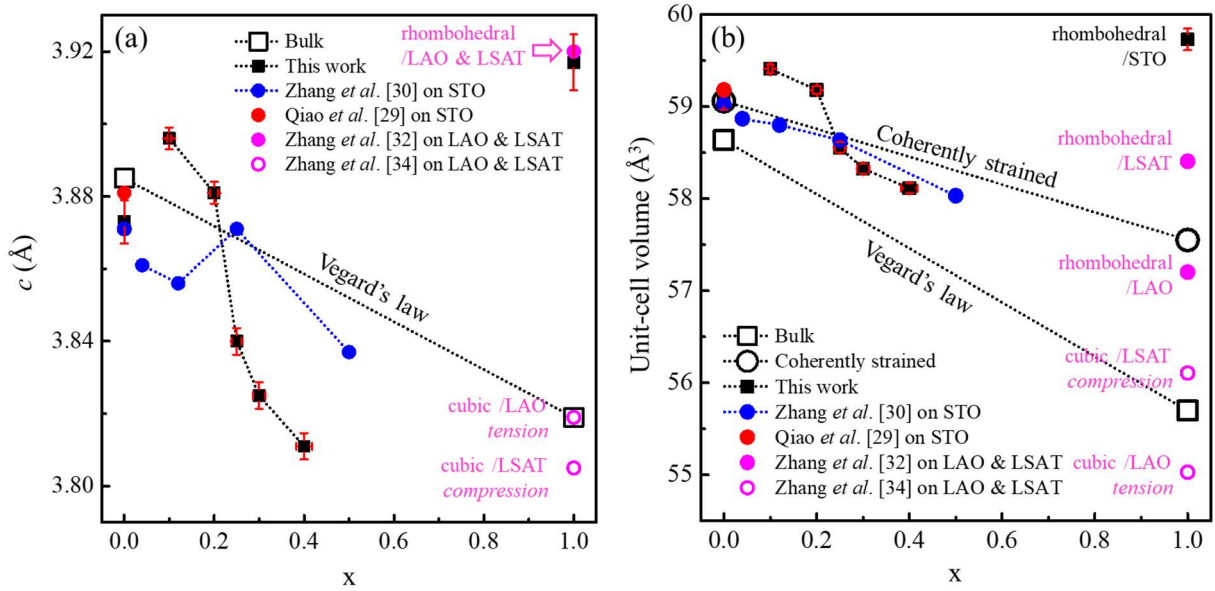 (a)
Bulk
This work
Zhang et al. [30] on STO
Qiao et al. [29] on STO
Zhang et al. [32] on LAO & LSAT
Zhang et al. [34] on LAO & LSAT
rhombohedral
/LAO & LSAT
Vegard's law
cubic /LAO
tension
cubic /LSAT
compression
3.92
3.88
3.84
3.80
c (Å)
0.0 0.2 0.4 0.6 0.8 1.0
x
(b)
rhombohedral
/STO
Coherently strained
rhombohedral
/LSAT
Vegard's law
rhombohedral
/LAO
Bulk
Coherently strained
This work
Zhang et al. [30] on STO
Qiao et al. [29] on STO
Zhang et al. [32] on LAO & LSAT
Zhang et al. [34] on LAO & LSAT
cubic /LSAT
compression
cubic /LAO
tension
60
59
58
57
56
55
Unit-cell volume (Å³)
0.0 0.2 0.4 0.6 0.8 1.0
x